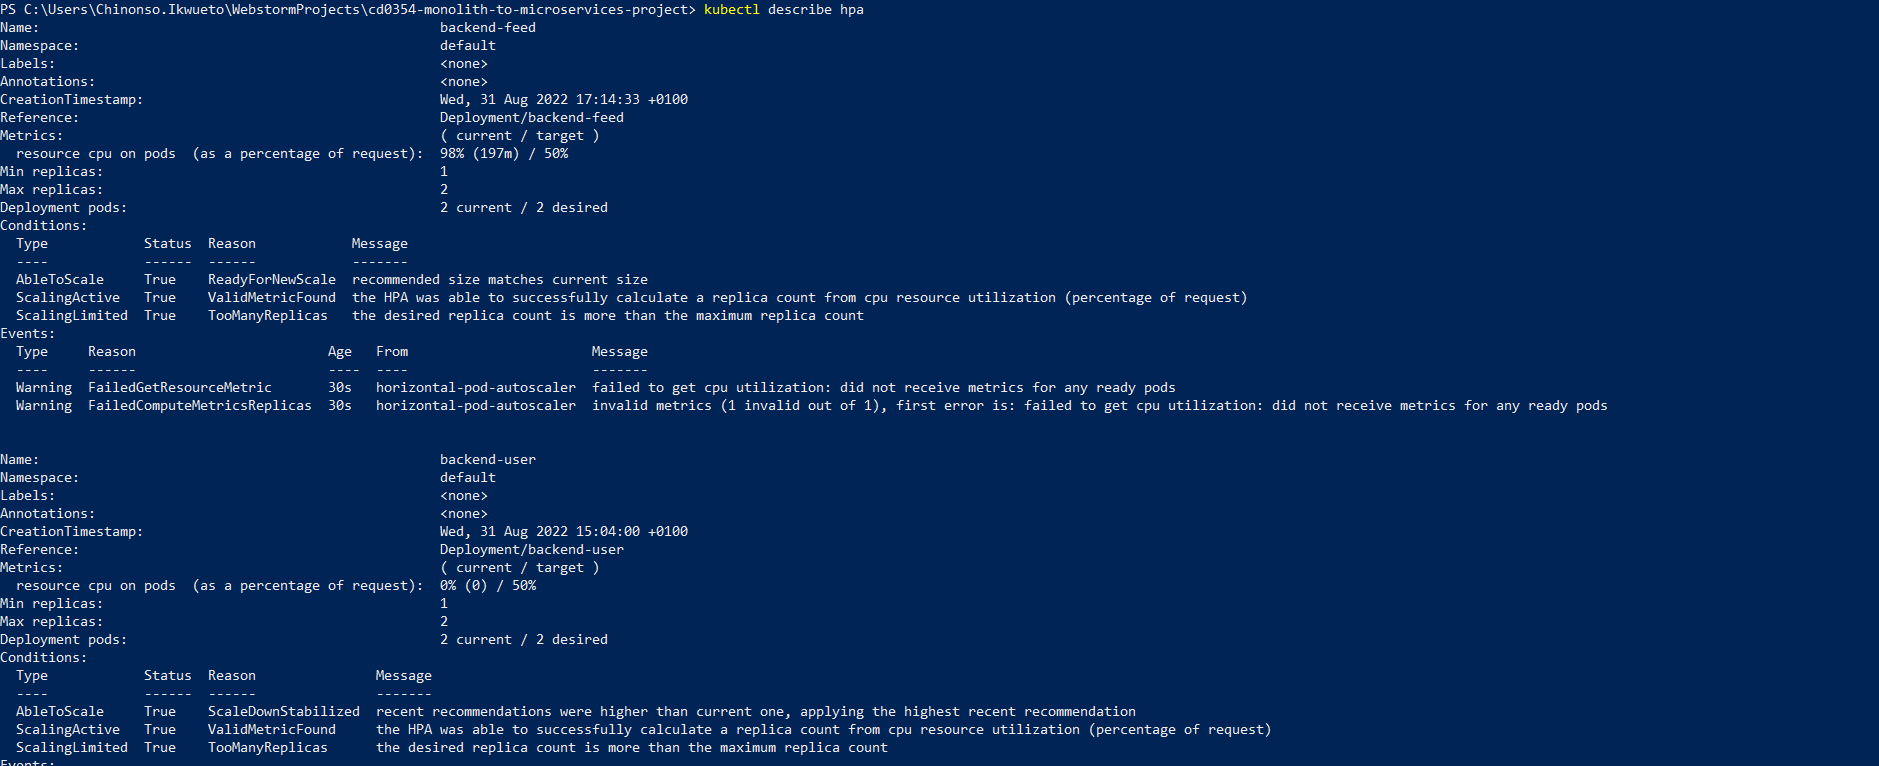 PS C:\Users\Chinonso.Ikwueto\WebstormProjects\cd0354-monolith-to-microservices-project> kubectl describe hpa
Name:                                                  backend-feed
Namespace:                                             default
Labels:                                                <none>
Annotations:                                           <none>
CreationTimestamp:                                     Wed, 31 Aug 2022 17:14:33 +0100
Reference:                                             Deployment/backend-feed
Metrics:                                               ( current / target )
  resource cpu on pods  (as a percentage of request):  98% (197m) / 50%
Min replicas:                                          1
Max replicas:                                          2
Deployment pods:                                       2 current / 2 desired
Conditions:
  Type            Status  Reason            Message
  ----            ------  ------            -------
  AbleToScale     True    ReadyForNewScale  recommended size matches current size
  ScalingActive   True    ValidMetricFound  the HPA was able to successfully calculate a replica count from cpu resource utilization (percentage of request)
  ScalingLimited  True    TooManyReplicas   the desired replica count is more than the maximum replica count
Events:
  Type     Reason                        Age   From                       Message
  ----     ------                        ----  ----                       -------
  Warning  FailedGetResourceMetric       30s   horizontal-pod-autoscaler  failed to get cpu utilization: did not receive metrics for any ready pods
  Warning  FailedComputeMetricsReplicas  30s   horizontal-pod-autoscaler  invalid metrics (1 invalid out of 1), first error is: failed to get cpu utilization: did not receive metrics for any ready pods
Name:                                                  backend-user
Namespace:                                             default
Labels:                                                <none>
Annotations:                                           <none>
CreationTimestamp:                                     Wed, 31 Aug 2022 15:04:00 +0100
Reference:                                             Deployment/backend-user
Metrics:                                               ( current / target )
  resource cpu on pods  (as a percentage of request):  0% (0) / 50%
Min replicas:                                          1
Max replicas:                                          2
Deployment pods:                                       2 current / 2 desired
Conditions:
  Type            Status  Reason               Message
  ----            ------  ------               -------
  AbleToScale     True    ScaleDownStabilized  recent recommendations were higher than current one, applying the highest recent recommendation
  ScalingActive   True    ValidMetricFound     the HPA was able to successfully calculate a replica count from cpu resource utilization (percentage of request)
  ScalingLimited  True    TooManyReplicas      the desired replica count is more than the maximum replica count
Events: